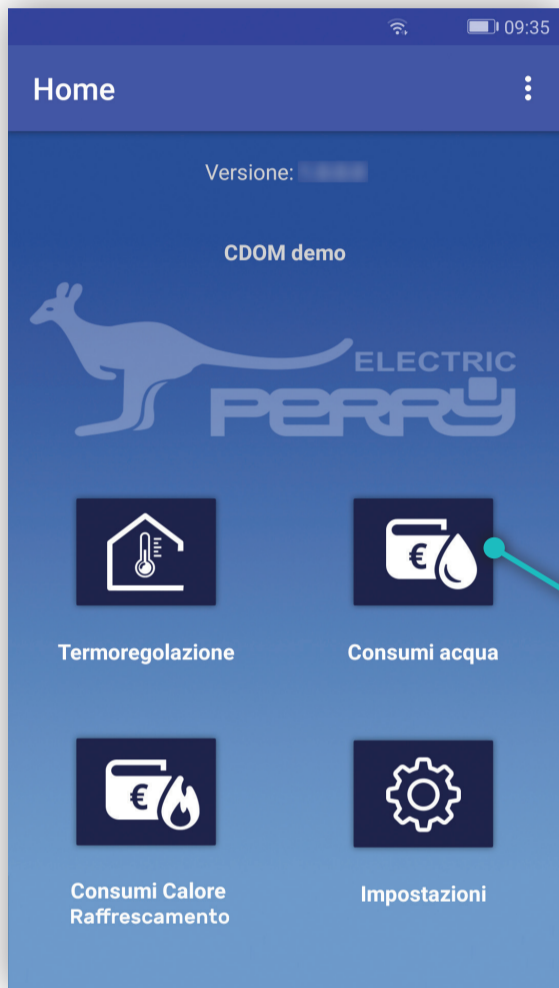 09:35
Home
Versione:
CDOM demo
ELECTRIC
PERRY
€
€
Termoregolazione
Consumi acqua
Consumi Calore
Raffrescamento
Impostazioni